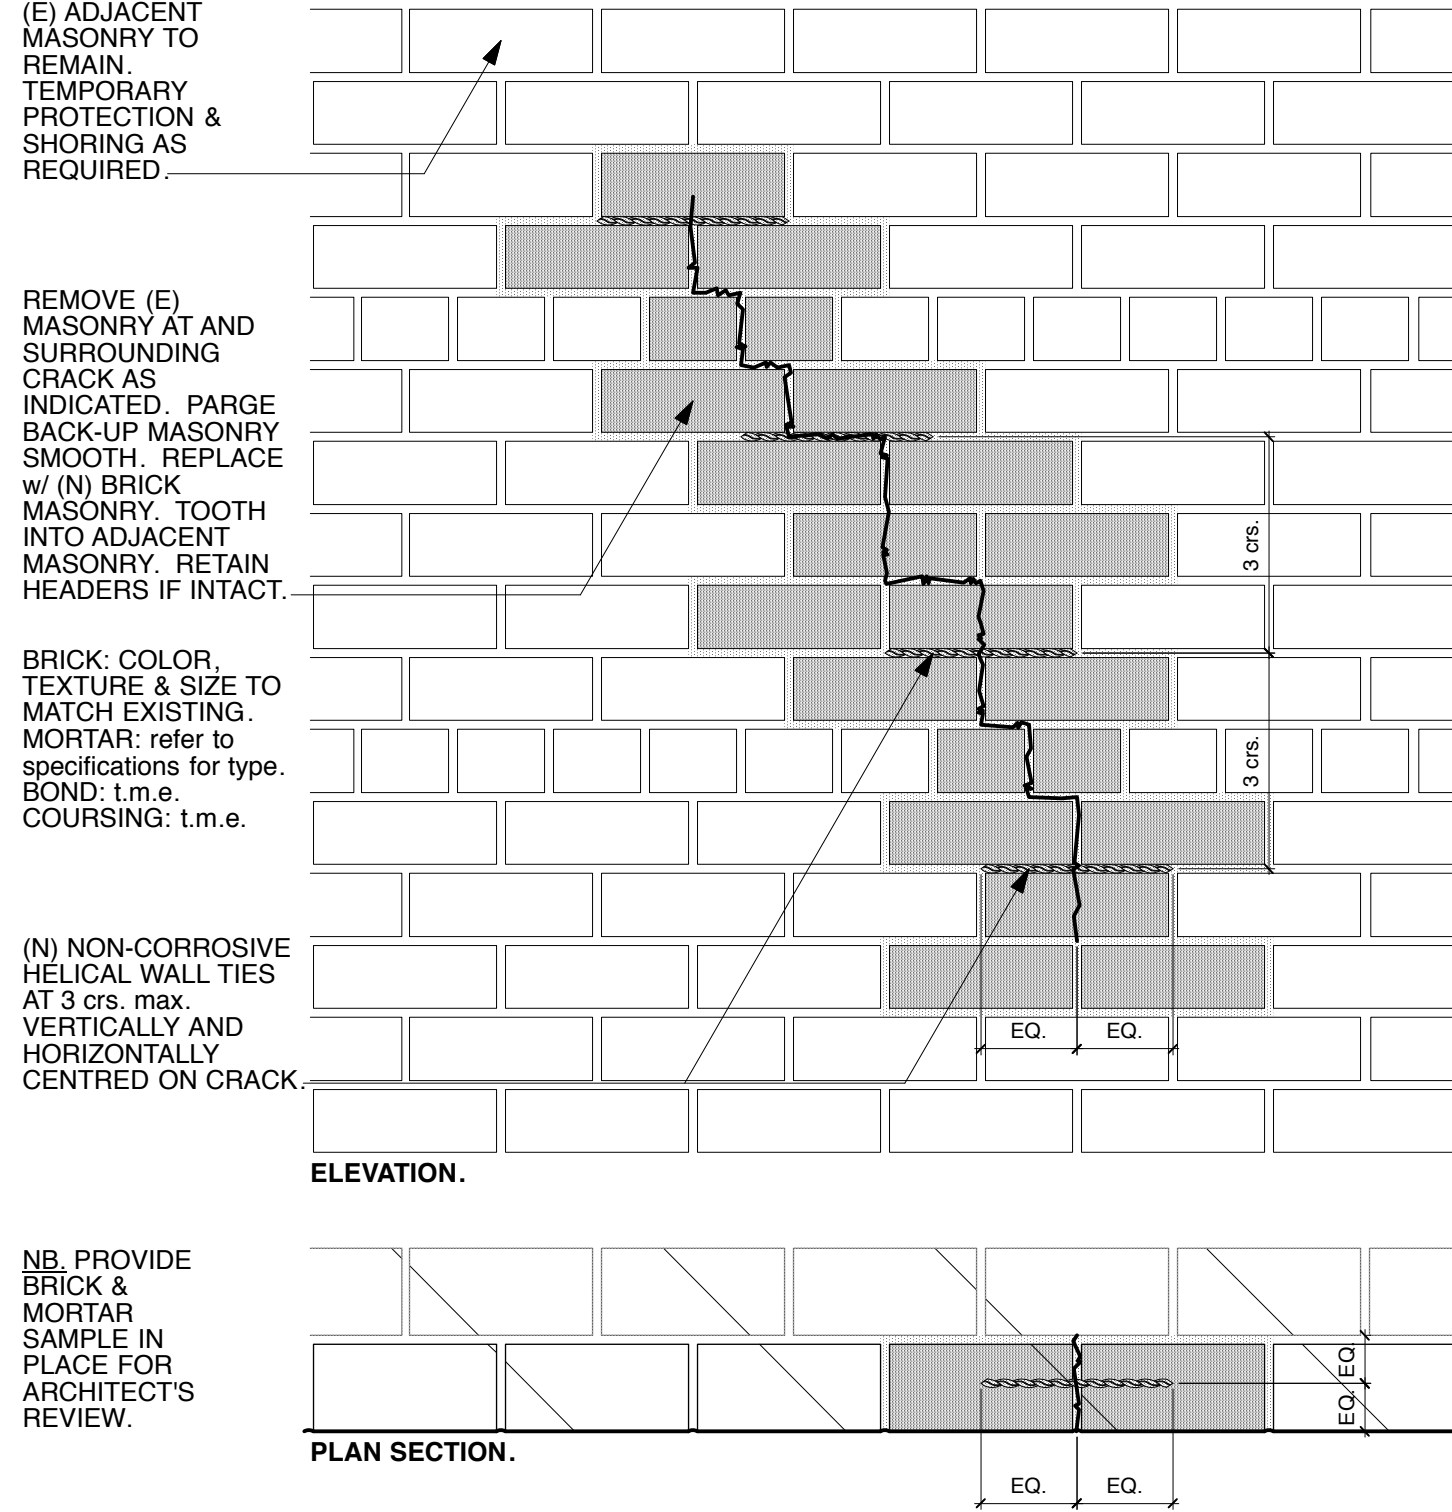 (E) ADJACENT
MASONRY TO
REMAIN.
TEMPORARY
PROTECTION &
SHORING AS
REQUIRED.
REMOVE (E)
MASONRY AT AND
SURROUNDING
CRACK AS
INDICATED. PARGE
BACK-UP MASONRY
SMOOTH. REPLACE
w/ (N) BRICK
MASONRY. TOOTH
INTO ADJACENT
MASONRY. RETAIN
HEADERS IF INTACT.
BRICK: COLOR,
TEXTURE & SIZE TO
MATCH EXISTING.
MORTAR: refer to
specifications for type.
BOND: t.m.e.
COURSING: t.m.e.
(N) NON-CORROSIVE
HELICAL WALL TIES
AT 3 crs. max.
VERTICALLY AND
HORIZONTALLY
CENTRED ON CRACK.
3 crs.
3 crs.
EQ. EQ.
ELEVATION.
NB. PROVIDE
BRICK &
MORTAR
SAMPLE IN
PLACE FOR
ARCHITECT'S
REVIEW.
EQ. EQ.
PLAN SECTION.
EQ. EQ.